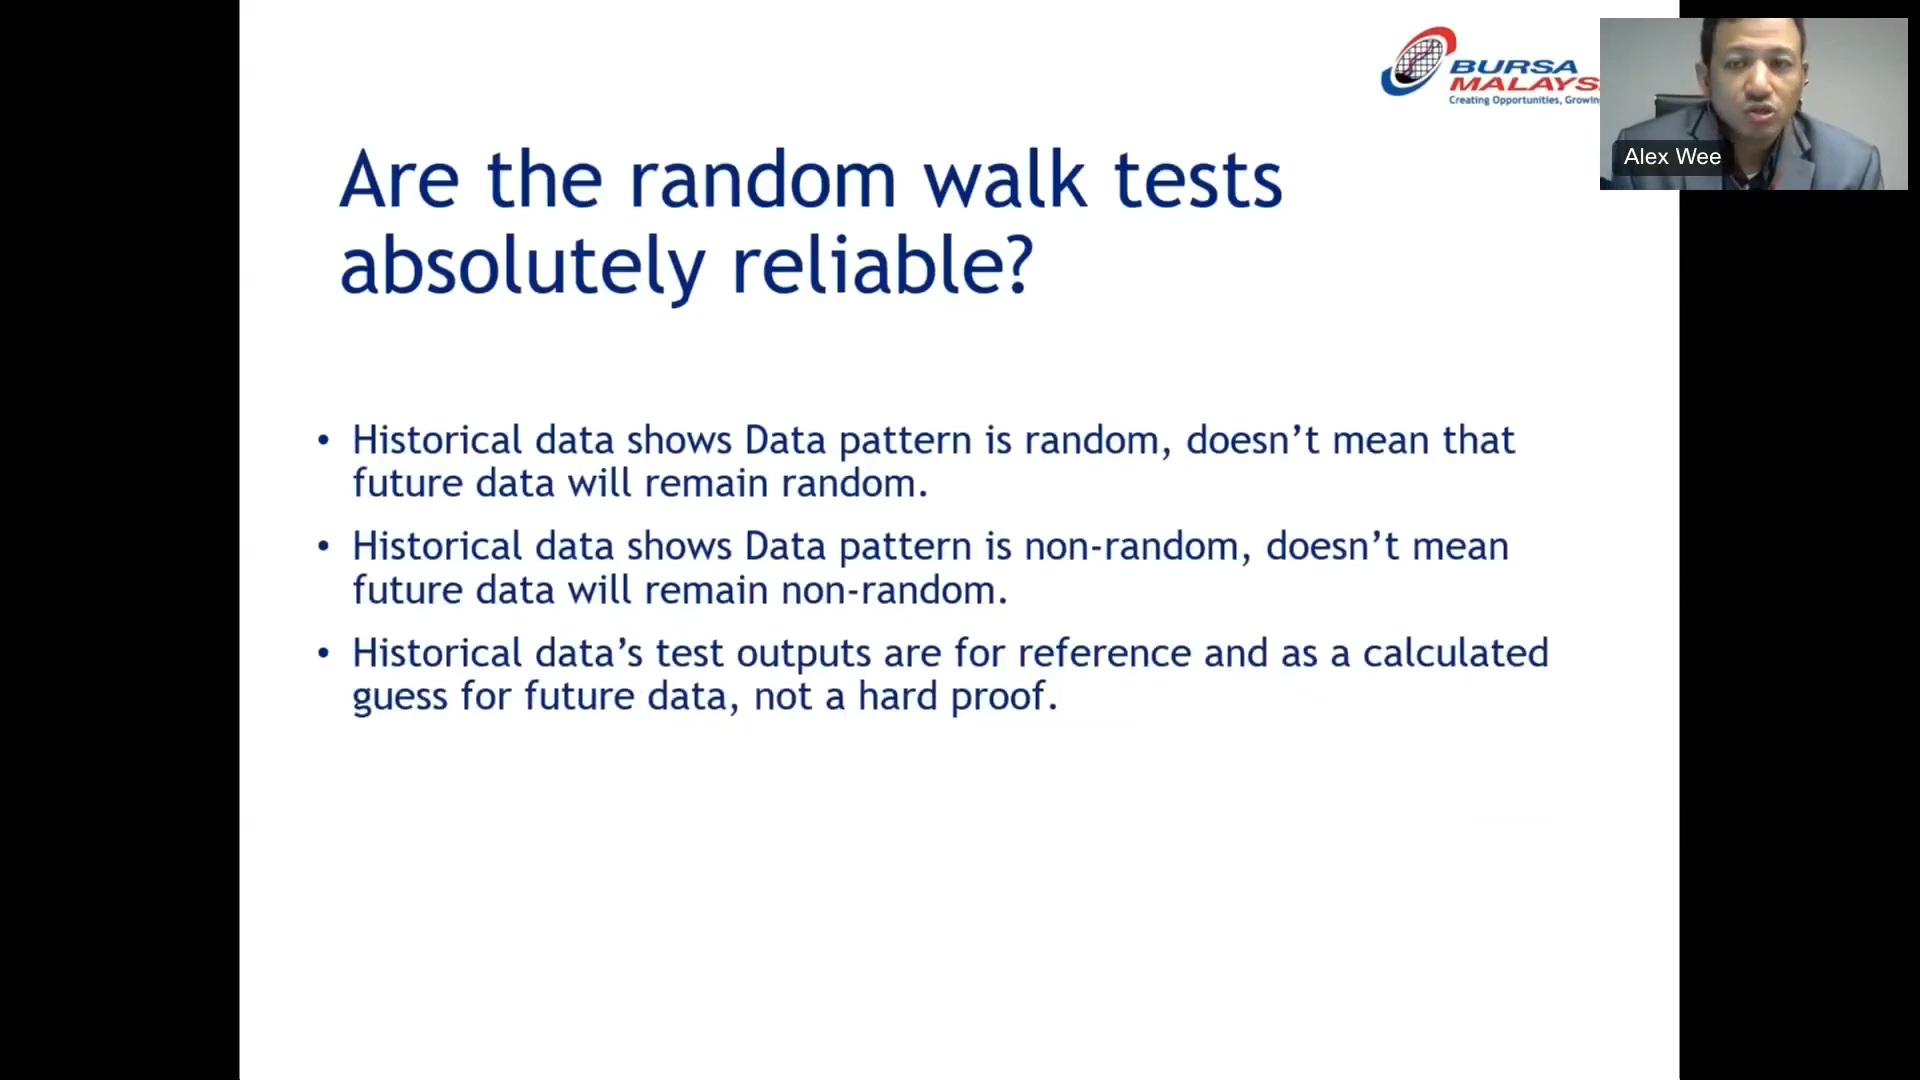 BURSA
MALAYS
Creating Opportunities, Growin
Alex Wee
Are the random walk tests
absolutely reliable?
• Historical data shows Data pattern is random, doesn’t mean that
future data will remain random.
• Historical data shows Data pattern is non-random, doesn’t mean
future data will remain non-random.
• Historical data’s test outputs are for reference and as a calculated
guess for future data, not a hard proof.